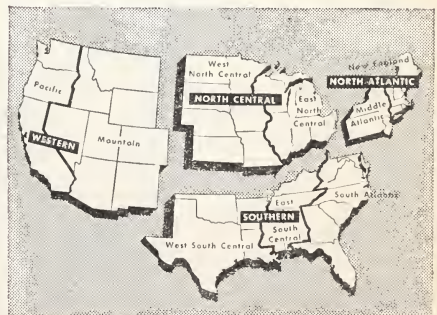 Pacific
WESTERN
Mountain
West
North Central
NORTH CENTRAL
East
North
Central
New England
NORTH ATLANTIC
Middle
Atlantic
South Atlantic
East
SOUTHERN
South
Central
West South Central